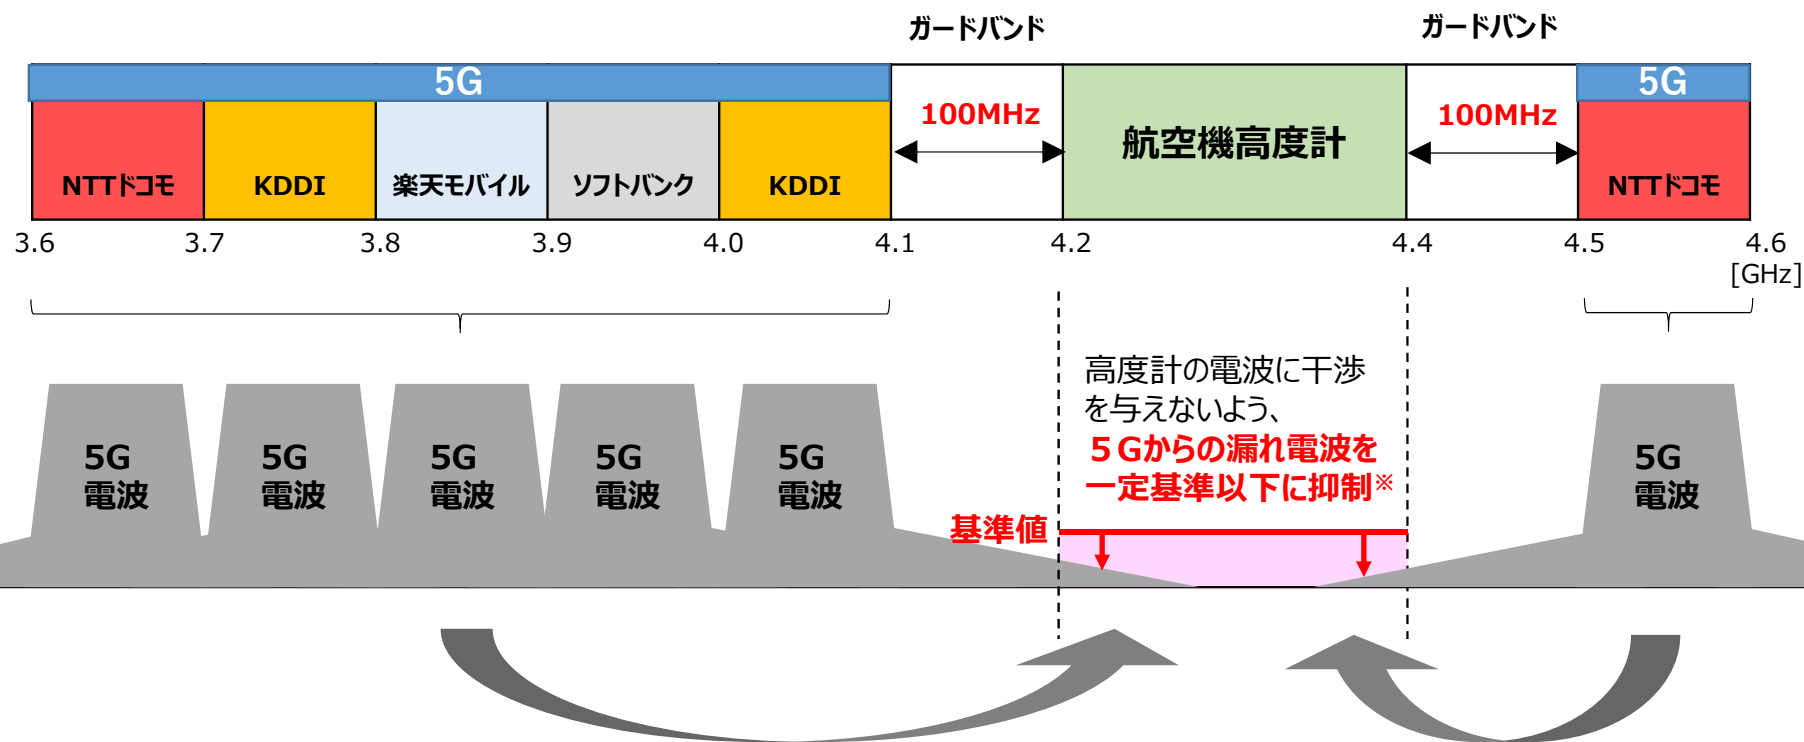 ガードバンド
ガードバンド
5G
5G
100MHz
航空機高度計
100MHz
NTTドコモ
KDDI
楽天モバイル
ソフトバンク
KDDI
NTTドコモ
3.6
3.7
3.8
3.9
4.0
4.1
4.2
4.4
4.5
4.6
[GHz]
高度計の電波に干渉
を与えないよう、
５Gからの漏れ電波を
一定基準以下に抑制※
基準値
5G
電波
5G
電波
5G
電波
5G
電波
5G
電波
5G
電波